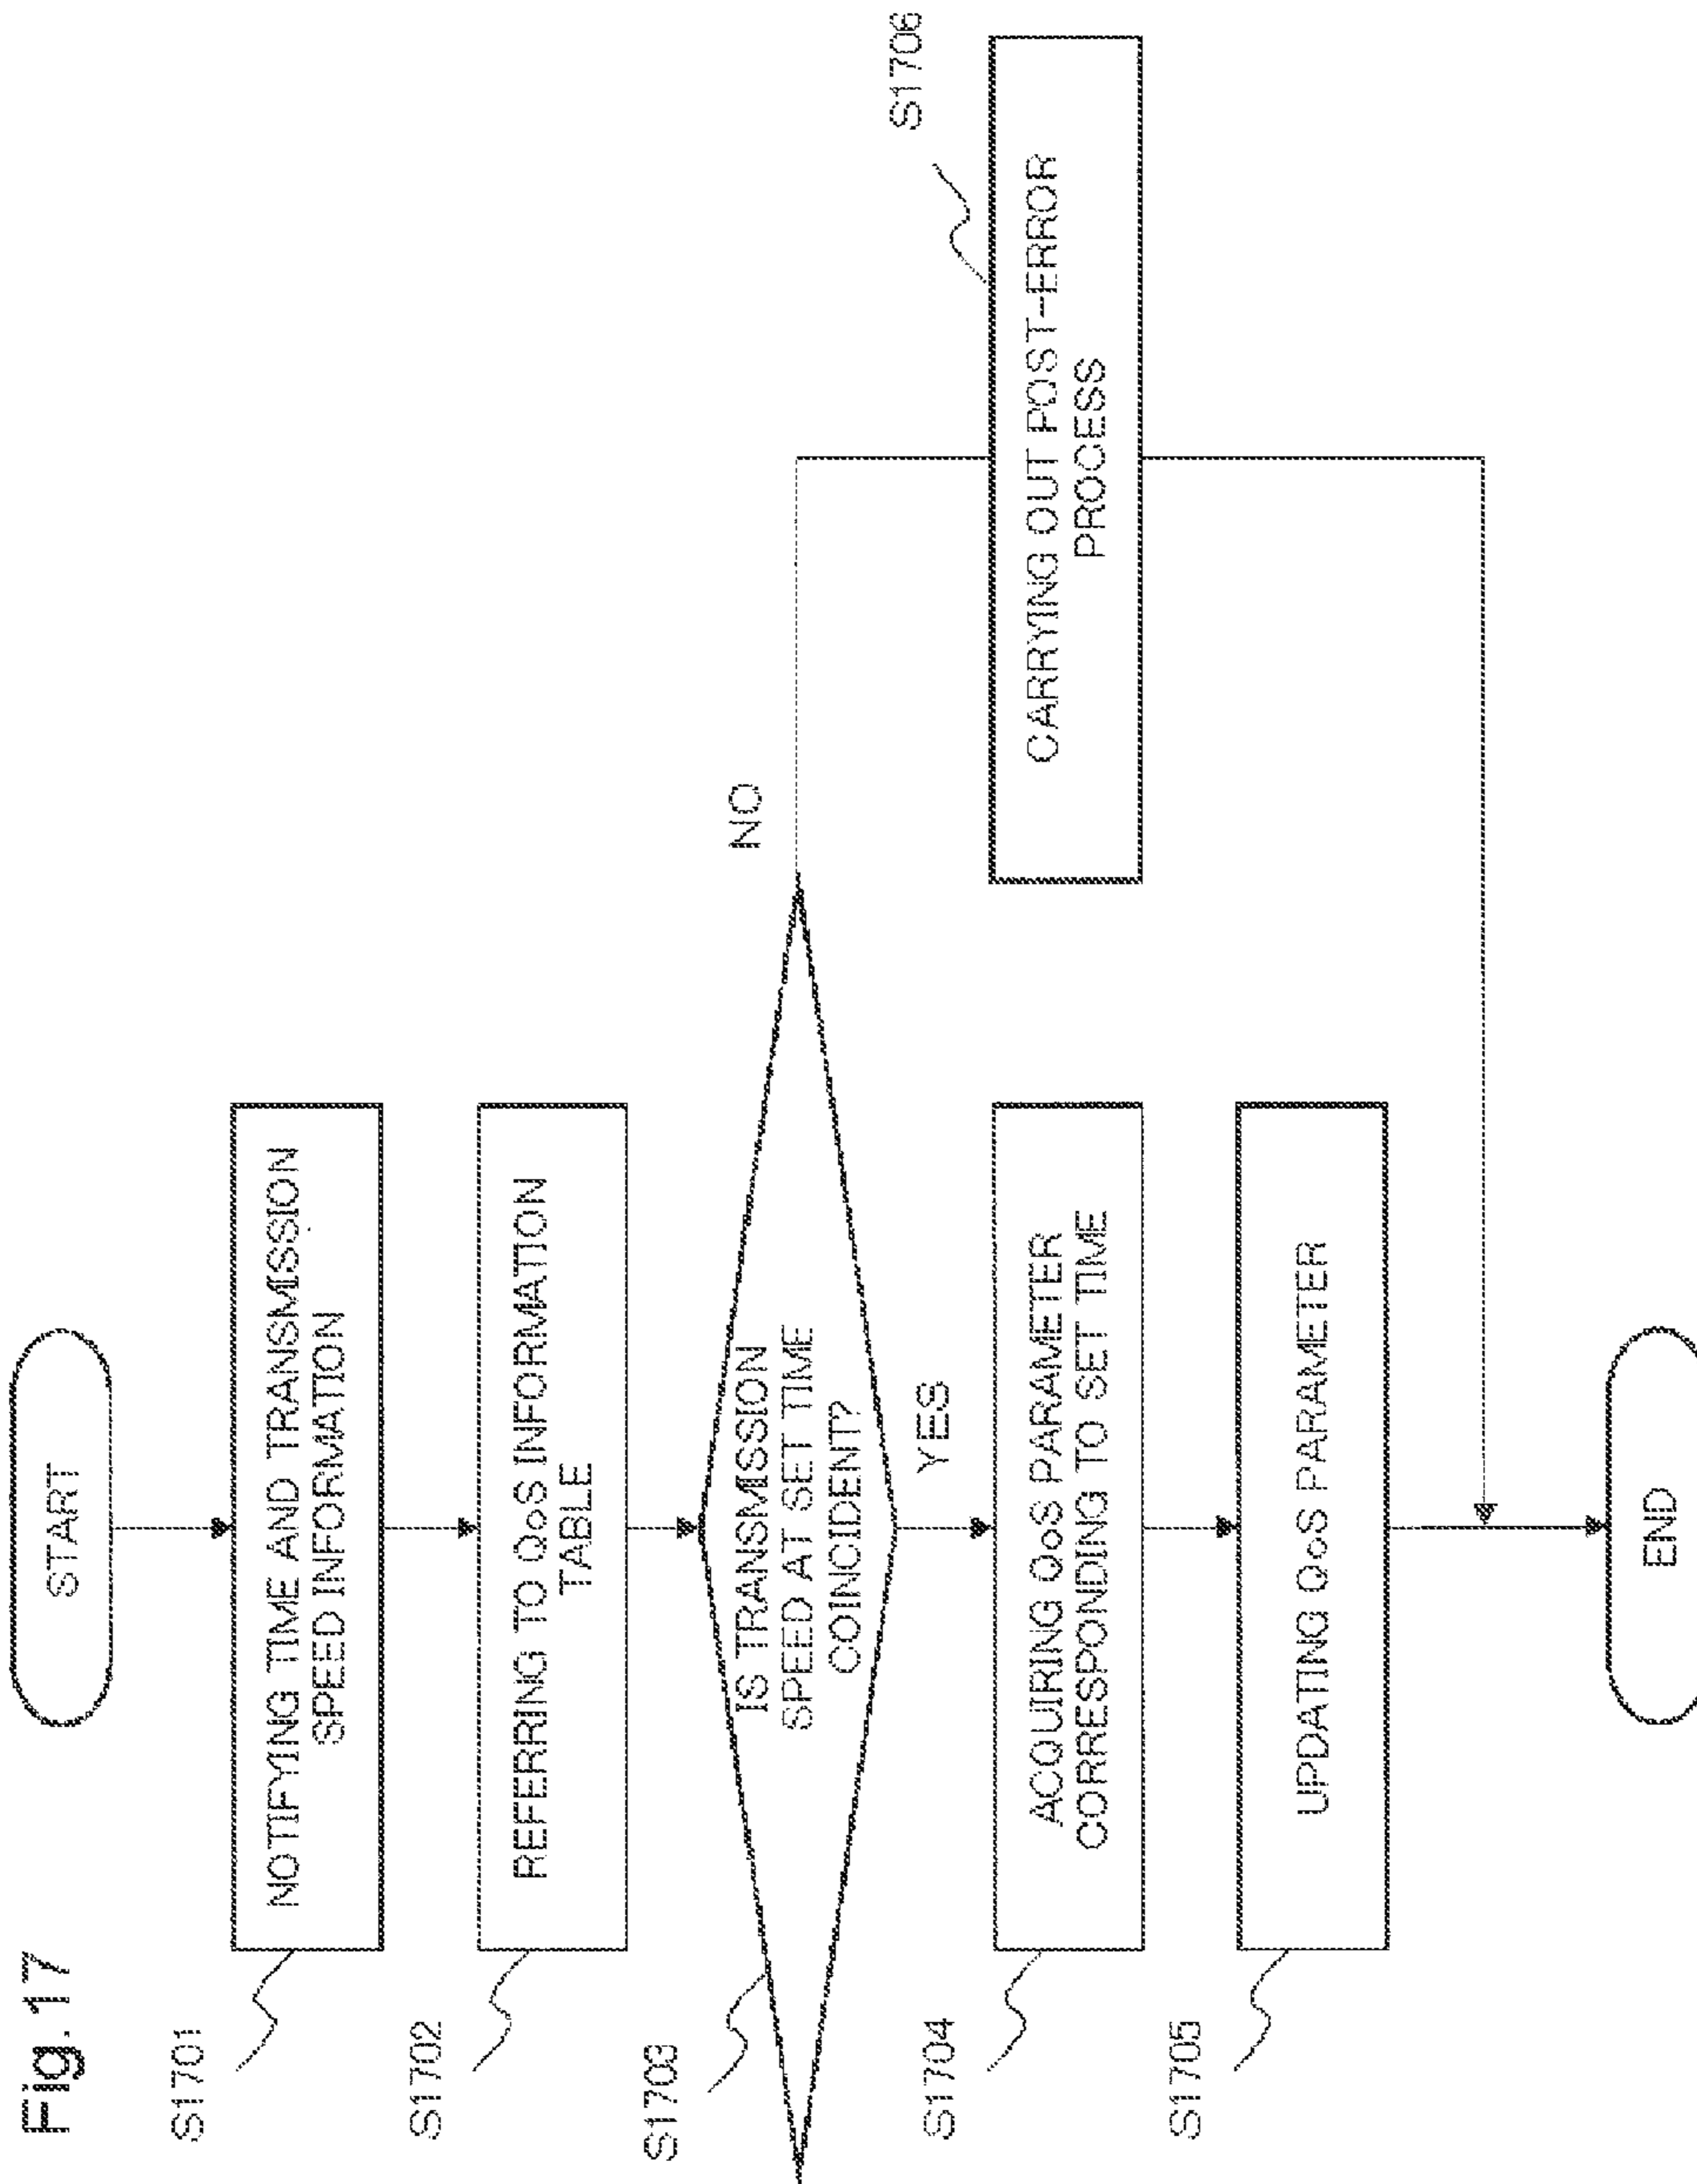 Fig.17
START
S1701
NOTIFYING TIME AND TRANSMISSION
SPEED INFORMATION
S1702
REFERRING TO QoS INFORMATION
TABLE
S1703
IS TRANSMISSION
SPEED AT SET TIME
COINCIDENT?
NO
YES
S1704
ACQUIRING QoS PARAMETER
CORRESPONDING TO SET TIME
S1706
CARRYING OUT POST-ERROR
PROCESS
S1705
UPDATING QoS PARAMETER
END